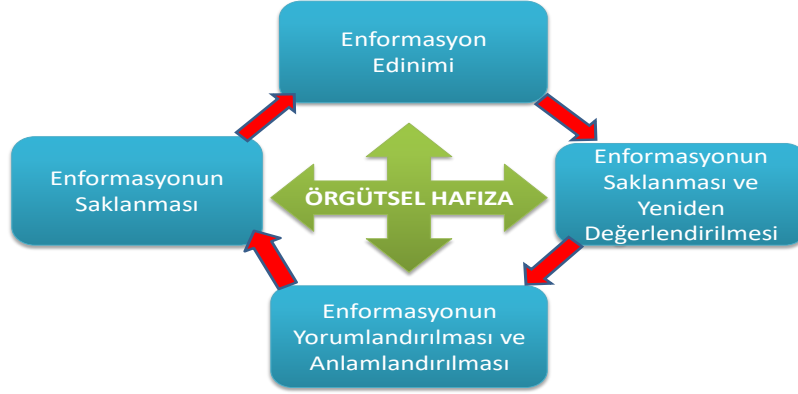 Enformasyon
Edinimi
Enformasyonun
Saklanması
ÖRGÜTSEL HAFIZA
Enformasyonun
Saklanması ve
Yeniden
Değerlendirilmesi
Enformasyonun
Yorumlandırılması ve
Anlamlandırılması